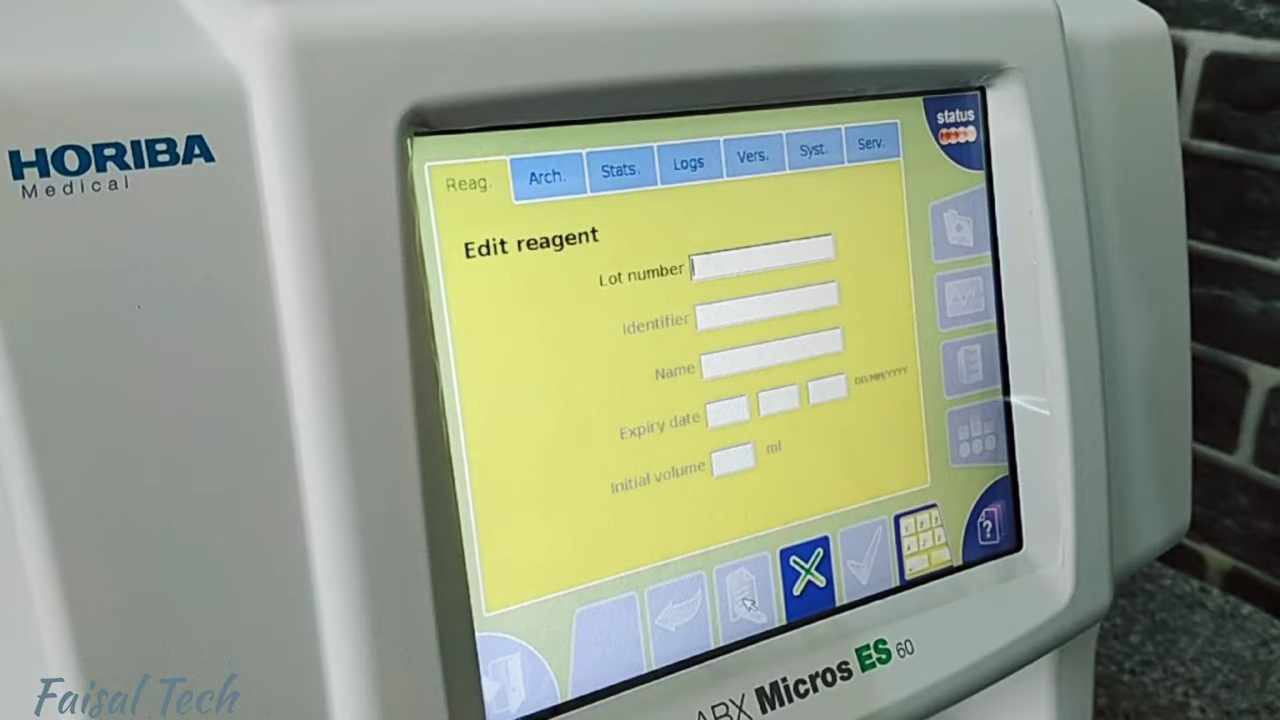 HORIBA
Medical
status
Reag. Arch. Stats. Logs Vers. Syst. Serv.
Edit reagent
Lot number
Identifier
Name
Expiry date DD/MM/YYYY
Initial volume ml
?
ABX Micros ES 60
Faisal Tech